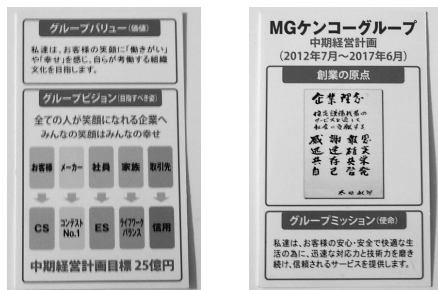 グループバリュー(価値)
私達は、お客様の笑顔に「働きがい」
や「幸せ」を感じ、自らが考働する組織
文化を目指します。
グループビジョン(目指すべき姿)
全ての人が笑顔になれる企業へ
みんなの笑顔はみんなの幸せ
お客様 メーカー 社員 家族 取引先
CS コンテスト No.1 ES ライフワーク バランス 信用
中期経営計画目標 25億円
MGケンコーグループ
中期経営計画
(2012年7月～2017年6月)
創業の原点
企業理念
グループミッション(使命)
私達は、お客様の安心・安全で快適な生
活の為に、迅速な対応力と技術力を磨き
続け、信頼されるサービスを提供します。